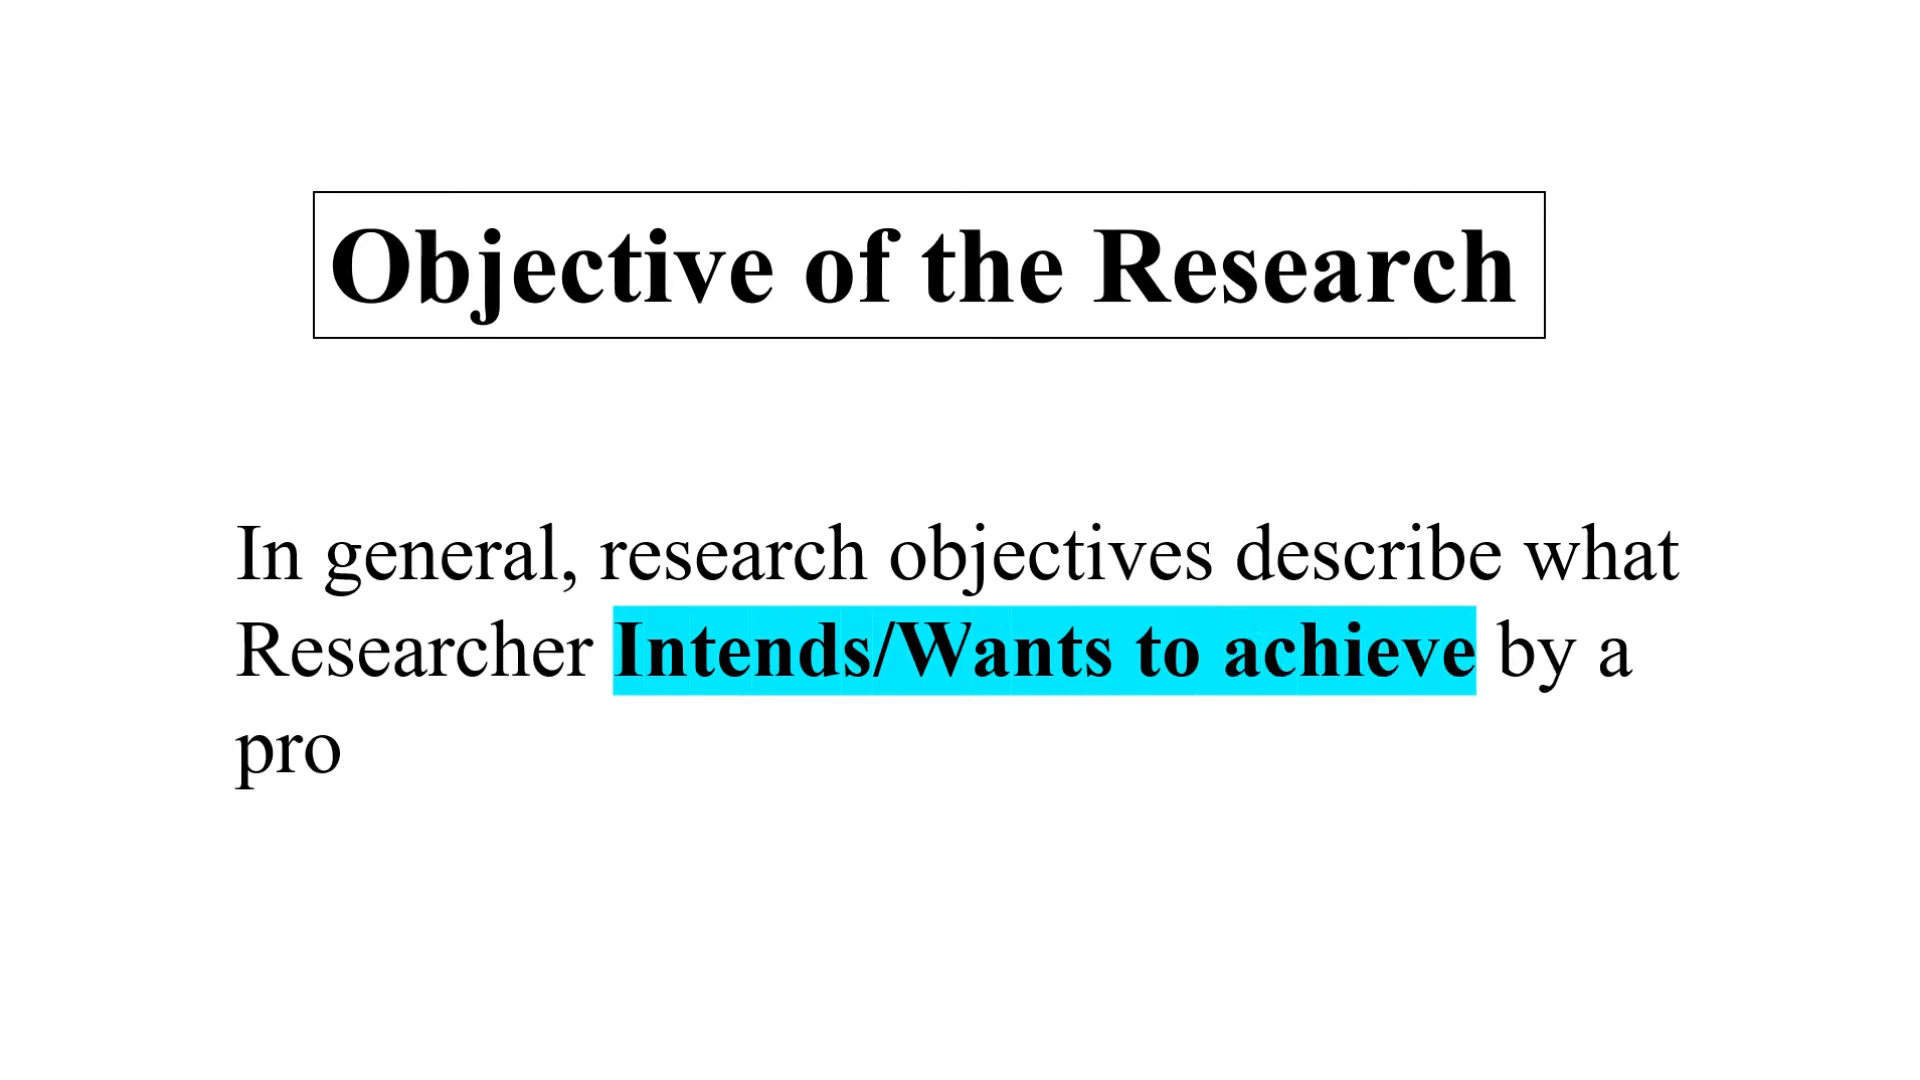 Objective of the Research
In general, research objectives describe what
Researcher Intends/Wants to achieve by a
pro